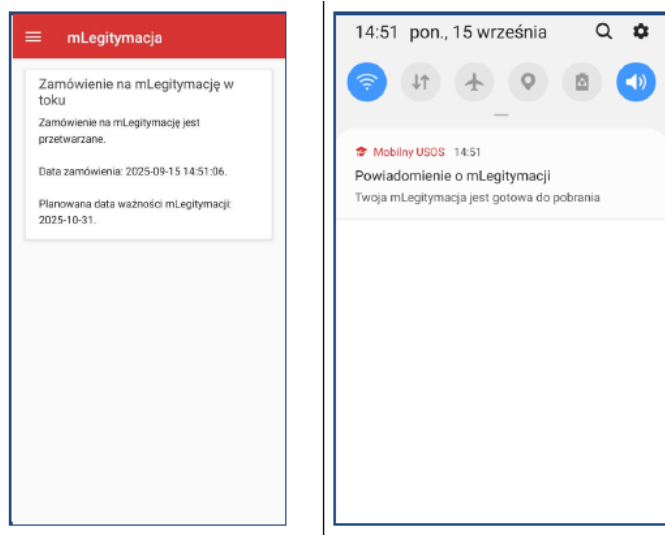 mLegitymacja
Zamówienie na mLegitymację w
toku
Zamówienie na mLegitymację jest
przetwarzane.
Data zamówienia: 2025-09-15 14:51:06.
Planowana data ważności mLegitymacji:
2025-10-31.
14:51 pon., 15 września
Mobilny USOS 14:51
Powiadomienie o mLegitymacji
Twoja mLegitymacja jest gotowa do pobrania